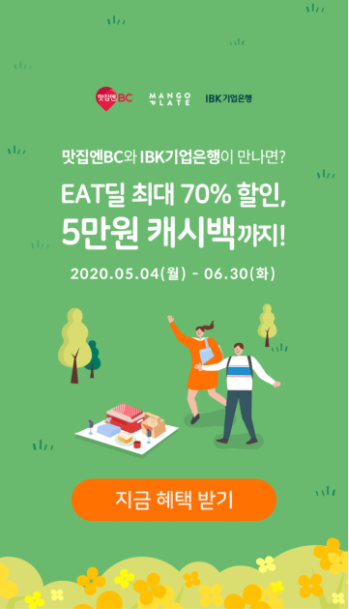 맛집엔BC MANGO PLATE IBK기업은행
맛집엔BC와 IBK기업은행이 만나면?
EAT딜 최대 70% 할인,
5만원 캐시백까지!
2020.05.04(월) - 06.30(화)
지금 혜택 받기